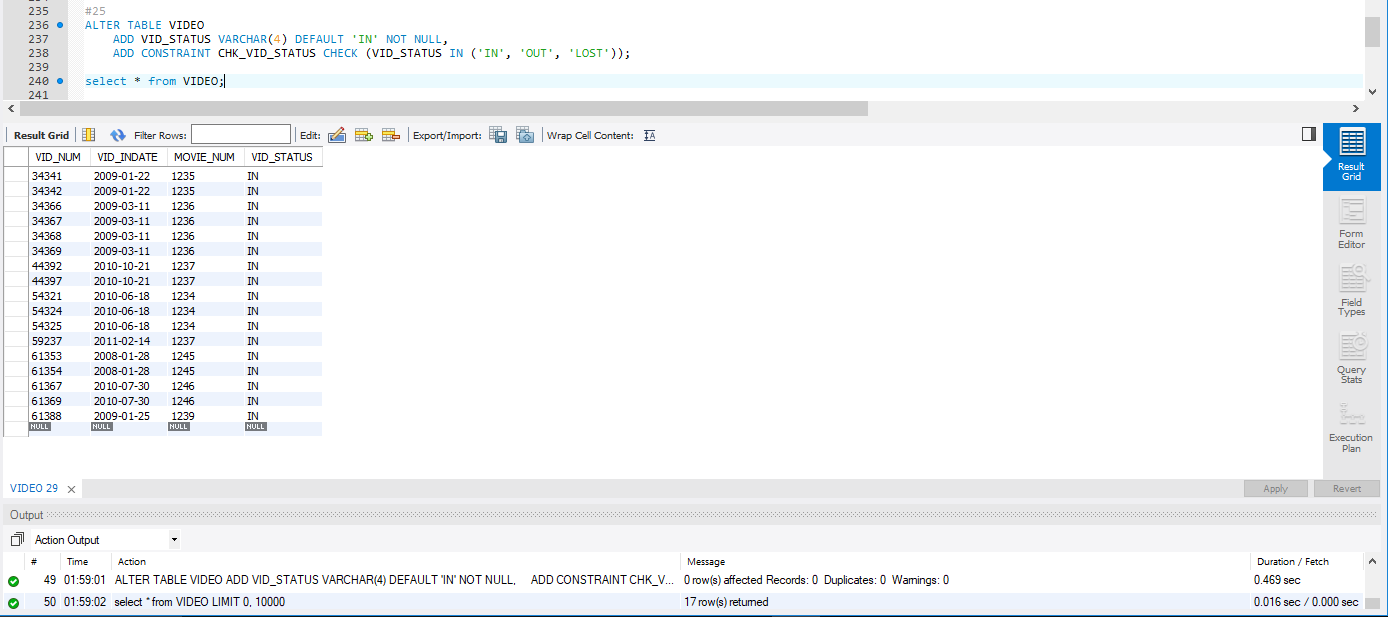 235 #25
236 ALTER TABLE VIDEO
237 ADD VID_STATUS VARCHAR(4) DEFAULT 'IN' NOT NULL,
238 ADD CONSTRAINT CHK_VID_STATUS CHECK (VID_STATUS IN ('IN', 'OUT', 'LOST'));
239
240 select * from VIDEO;
241
Result Grid Filter Rows: Edit: Export/Import: Wrap Cell Content:
VID_NUM VID_INDATE MOVIE_NUM VID_STATUS
34341 2009-01-22 1235 IN
34342 2009-01-22 1235 IN
34366 2009-03-11 1236 IN
34367 2009-03-11 1236 IN
34368 2009-03-11 1236 IN
34369 2009-03-11 1236 IN
44392 2010-10-21 1237 IN
44397 2010-10-21 1237 IN
54321 2010-06-18 1234 IN
54324 2010-06-18 1234 IN
54325 2010-06-18 1234 IN
59237 2011-02-14 1237 IN
61353 2008-01-28 1245 IN
61354 2008-01-28 1245 IN
61367 2010-07-30 1246 IN
61369 2010-07-30 1246 IN
61388 2009-01-25 1239 IN
NULL NULL NULL NULL
Result
Grid
Form
Editor
Field
Types
Query
Stats
Execution
Plan
VIDEO 29 Apply Revert
Output
Action Output
# Time Action Message Duration / Fetch
49 01:59:01 ALTER TABLE VIDEO ADD VID_STATUS VARCHAR(4) DEFAULT 'IN' NOT NULL, ADD CONSTRAINT CHK_V... 0 row(s) affected Records: 0 Duplicates: 0 Warnings: 0 0.469 sec
50 01:59:02 select * from VIDEO LIMIT 0, 10000 17 row(s) returned 0.016 sec / 0.000 sec